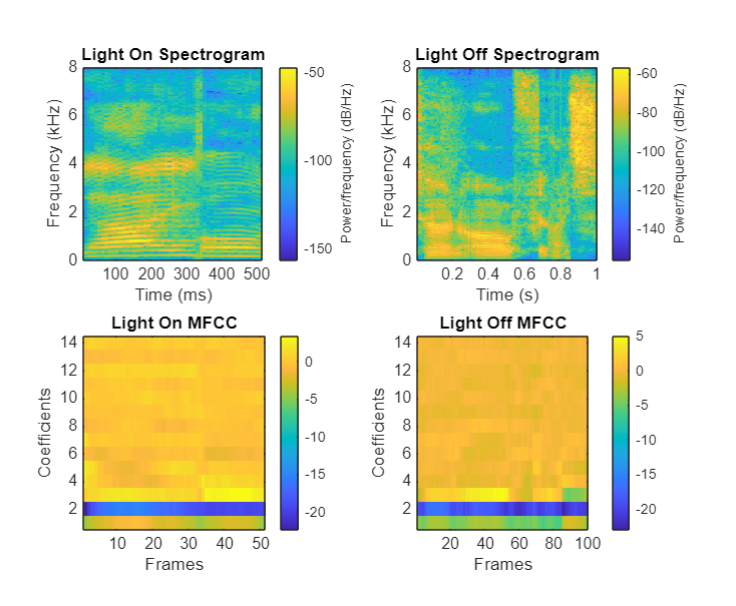 Light On Spectrogram
8
6
4
2
0
Frequency (kHz)
100 200 300 400 500
Time (ms)
-50
-100
-150
Power/frequency (dB/Hz)
Light Off Spectrogram
8
6
4
2
0
Frequency (kHz)
0.2 0.4 0.6 0.8 1
Time (s)
-60
-80
-100
-120
-140
Power/frequency (dB/Hz)
Light On MFCC
14
12
10
8
6
4
2
Coefficients
10 20 30 40 50
Frames
0
-5
-10
-15
-20
Light Off MFCC
14
12
10
8
6
4
2
Coefficients
20 40 60 80 100
Frames
5
0
-5
-10
-15
-20